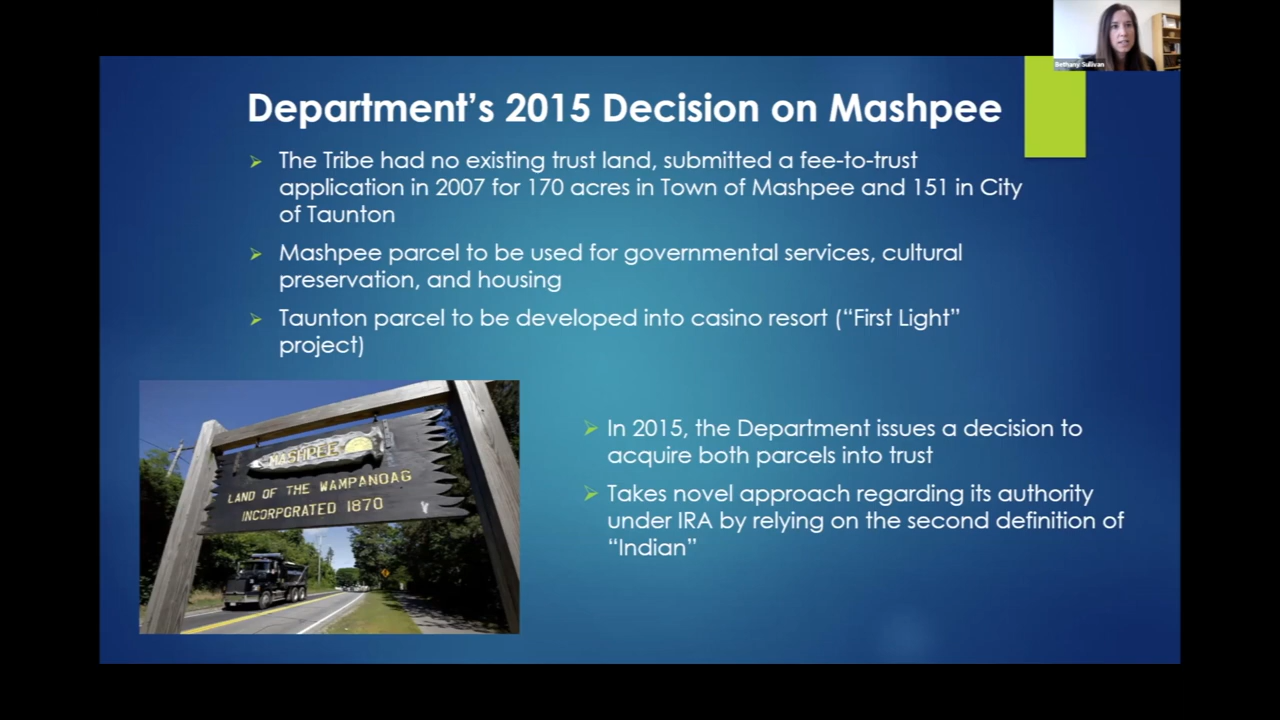 Bethany Sullivan
Department’s 2015 Decision on Mashpee
➢ The Tribe had no existing trust land, submitted a fee-to-trust
application in 2007 for 170 acres in Town of Mashpee and 151 in City
of Taunton
➢ Mashpee parcel to be used for governmental services, cultural
preservation, and housing
➢ Taunton parcel to be developed into casino resort (“First Light”
project)
MASHPEE
LAND OF THE WAMPANOAG
INCORPORATED 1870
➢ In 2015, the Department issues a decision to
acquire both parcels into trust
➢ Takes novel approach regarding its authority
under IRA by relying on the second definition of
“Indian”